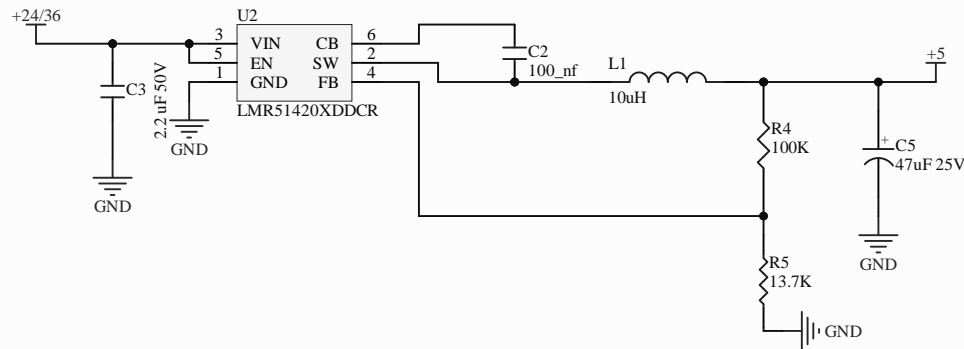 +24/36
U2
3 VIN CB 6
5 EN SW 2
1 GND FB 4
LMR51420XDDCR
C3
2.2 uF 50V
GND
GND
C2
100_nf
L1
10uH
+5
R4
100K
+
C5
47uF 25V
GND
R5
13.7K
GND